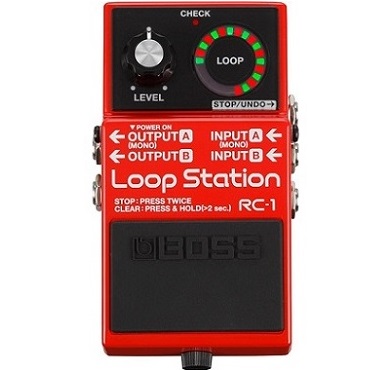 CHECK
LEVEL
LOOP
STOP/UNDO→
▼POWER ON
←OUTPUT A
(MONO)
INPUT A←
(MONO)
←OUTPUT B
INPUT B←
Loop Station
STOP : PRESS TWICE
CLEAR : PRESS & HOLD(>2 sec.)
RC-1
BOSS